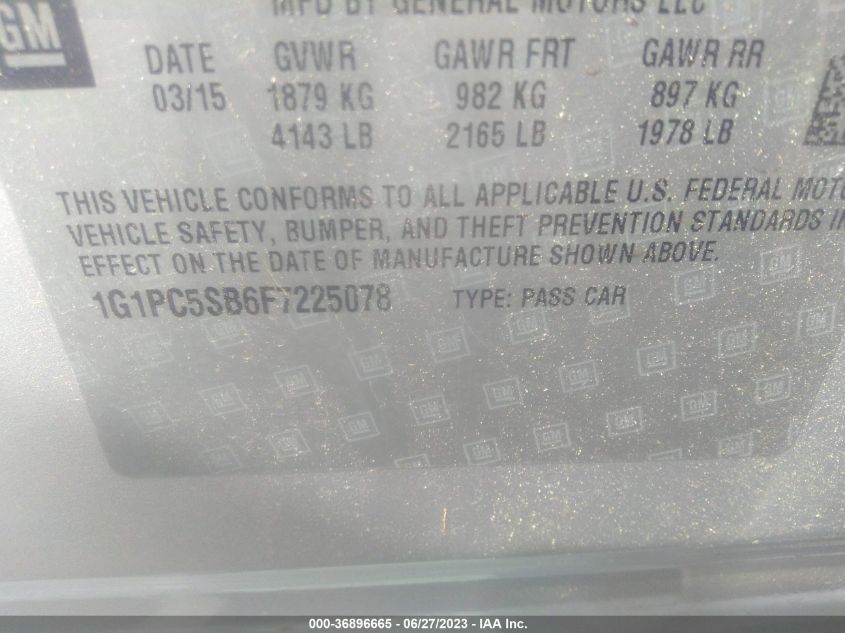 GM
MFD BY GENERAL MOTORS LLC
DATE GVWR GAWR FRT GAWR RR
03/15 1879 KG 982 KG 897 KG
4143 LB 2165 LB 1978 LB
THIS VEHICLE CONFORMS TO ALL APPLICABLE U.S. FEDERAL MOTO
VEHICLE SAFETY, BUMPER, AND THEFT PREVENTION STANDARDS IN
EFFECT ON THE DATE OF MANUFACTURE SHOWN ABOVE.
1G1PC5SB6F7225078 TYPE: PASS CAR
000-36896665 / 06/27/2023 - © IAA Inc.